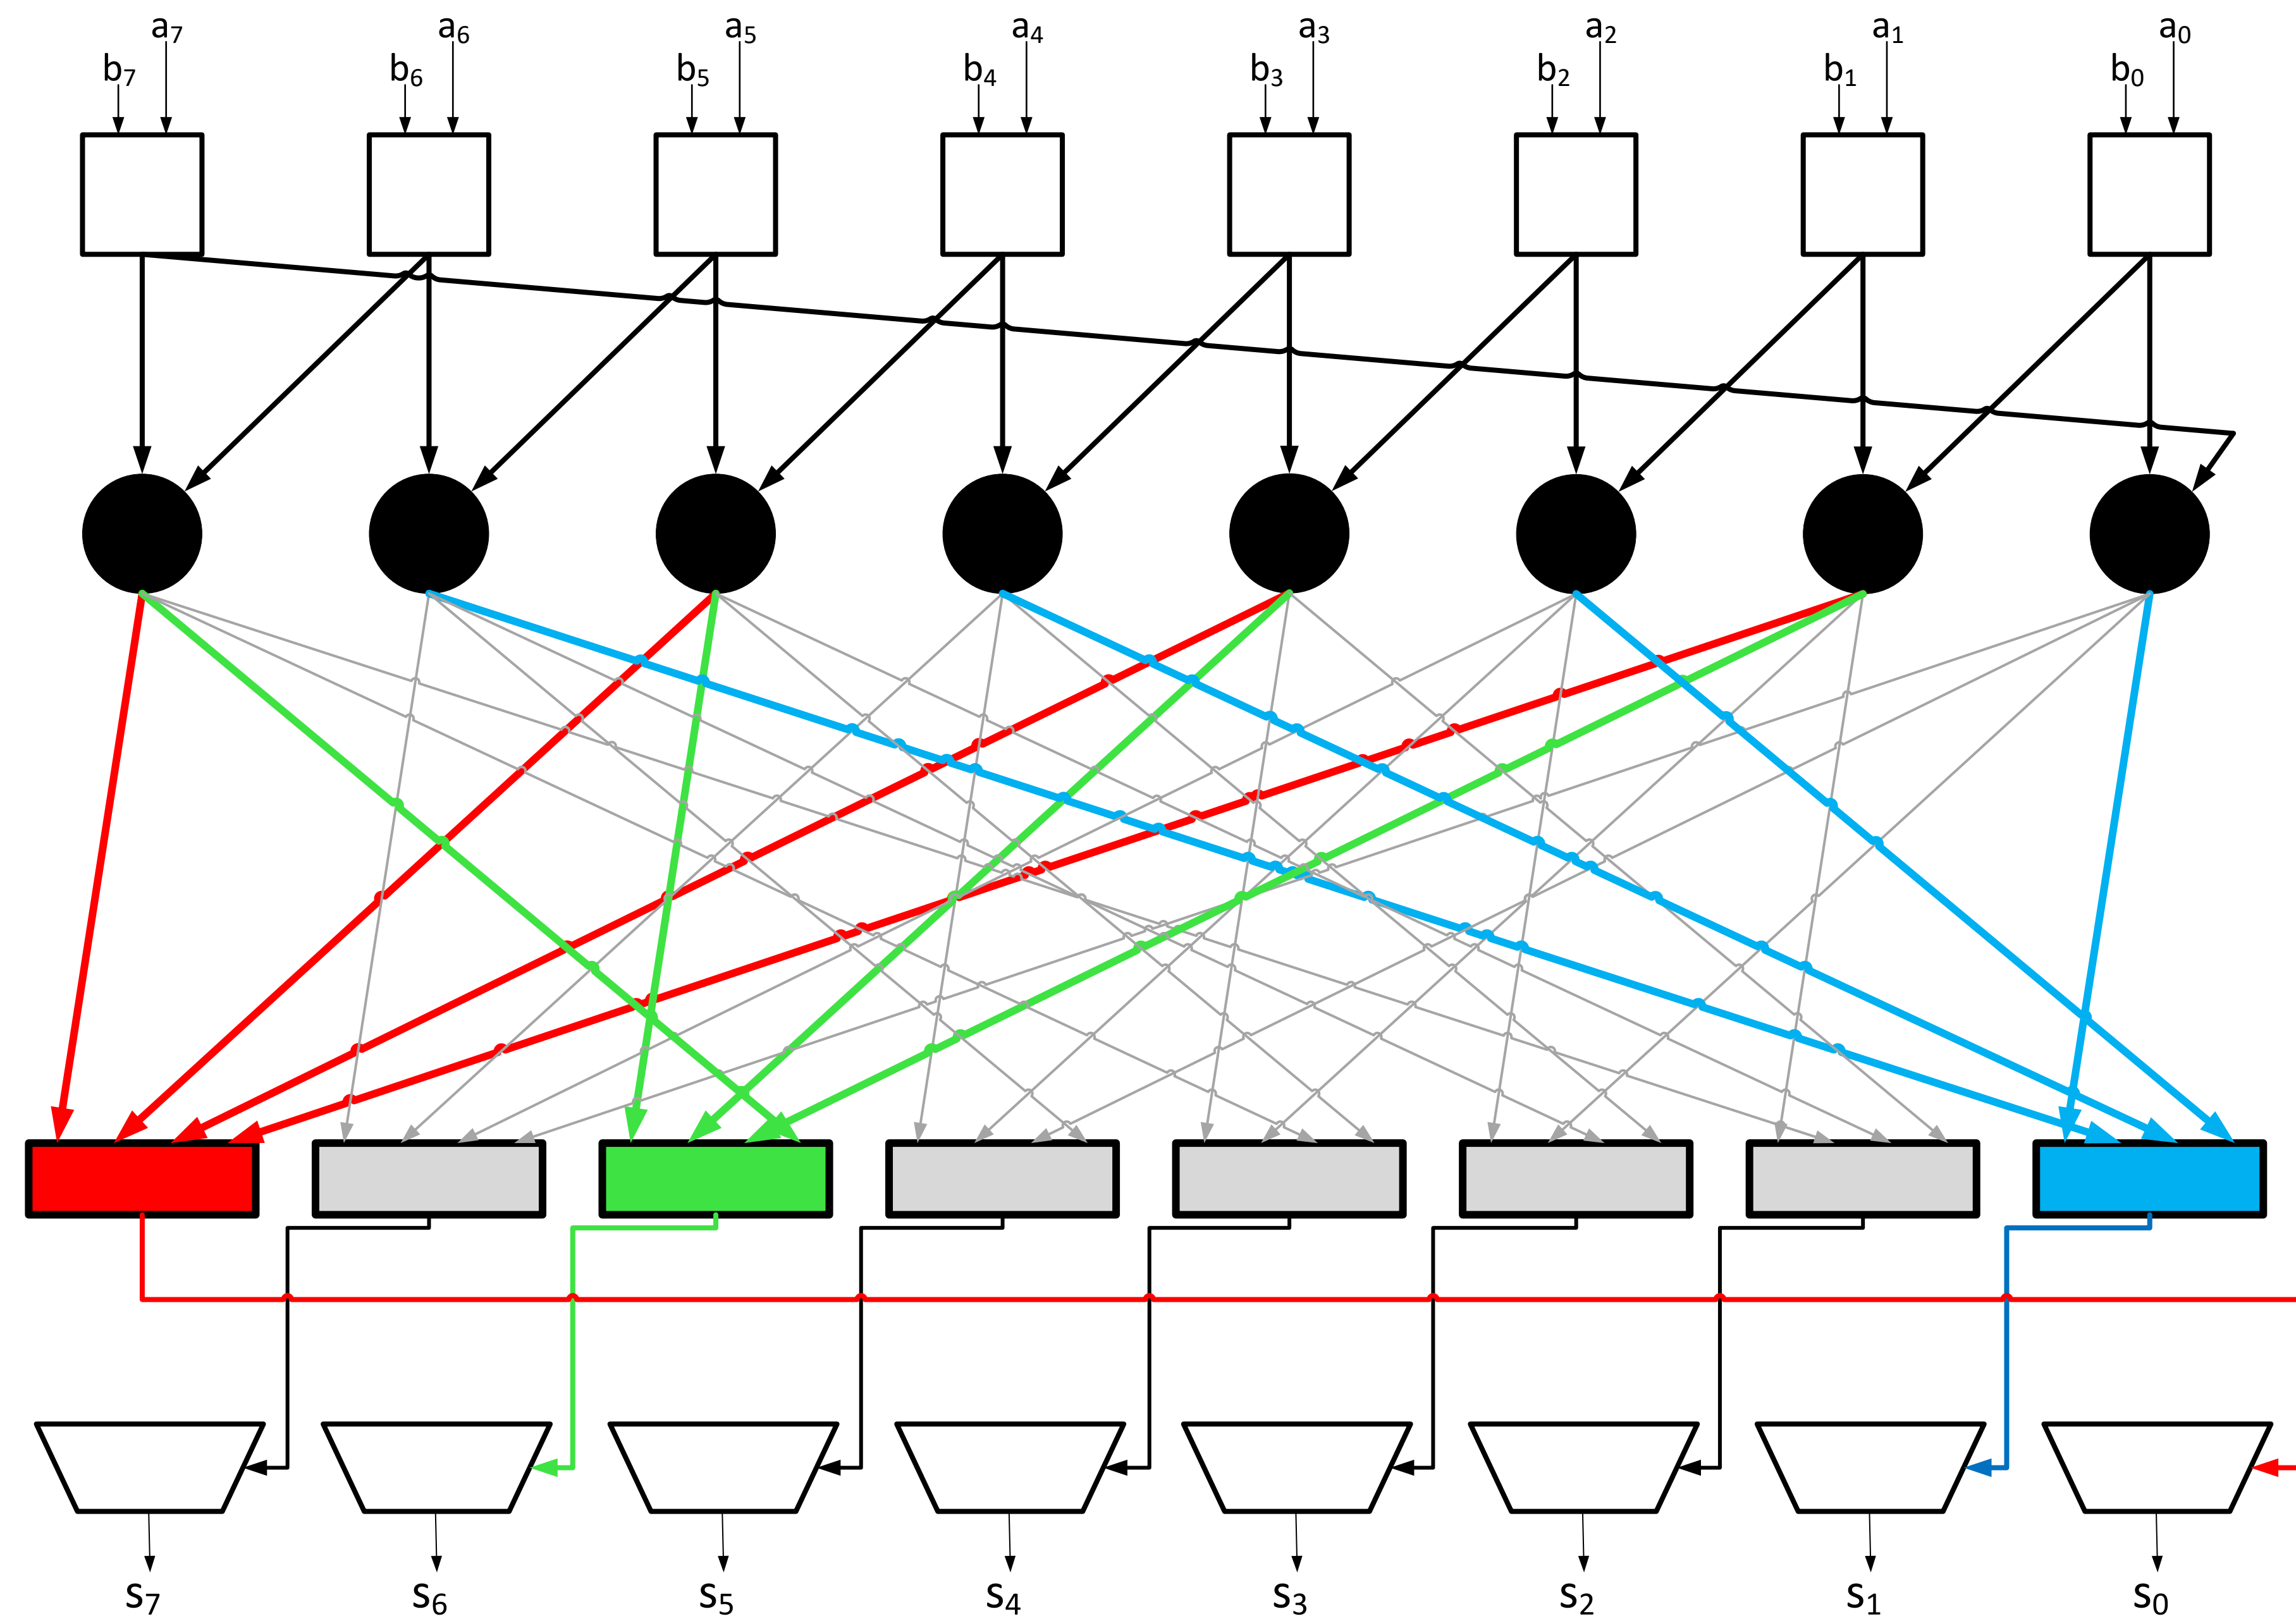 a₇ a₆ a₅ a₄ a₃ a₂ a₁ a₀
b₇ b₆ b₅ b₄ b₃ b₂ b₁ b₀
s₇ s₆ s₅ s₄ s₃ s₂ s₁ s₀